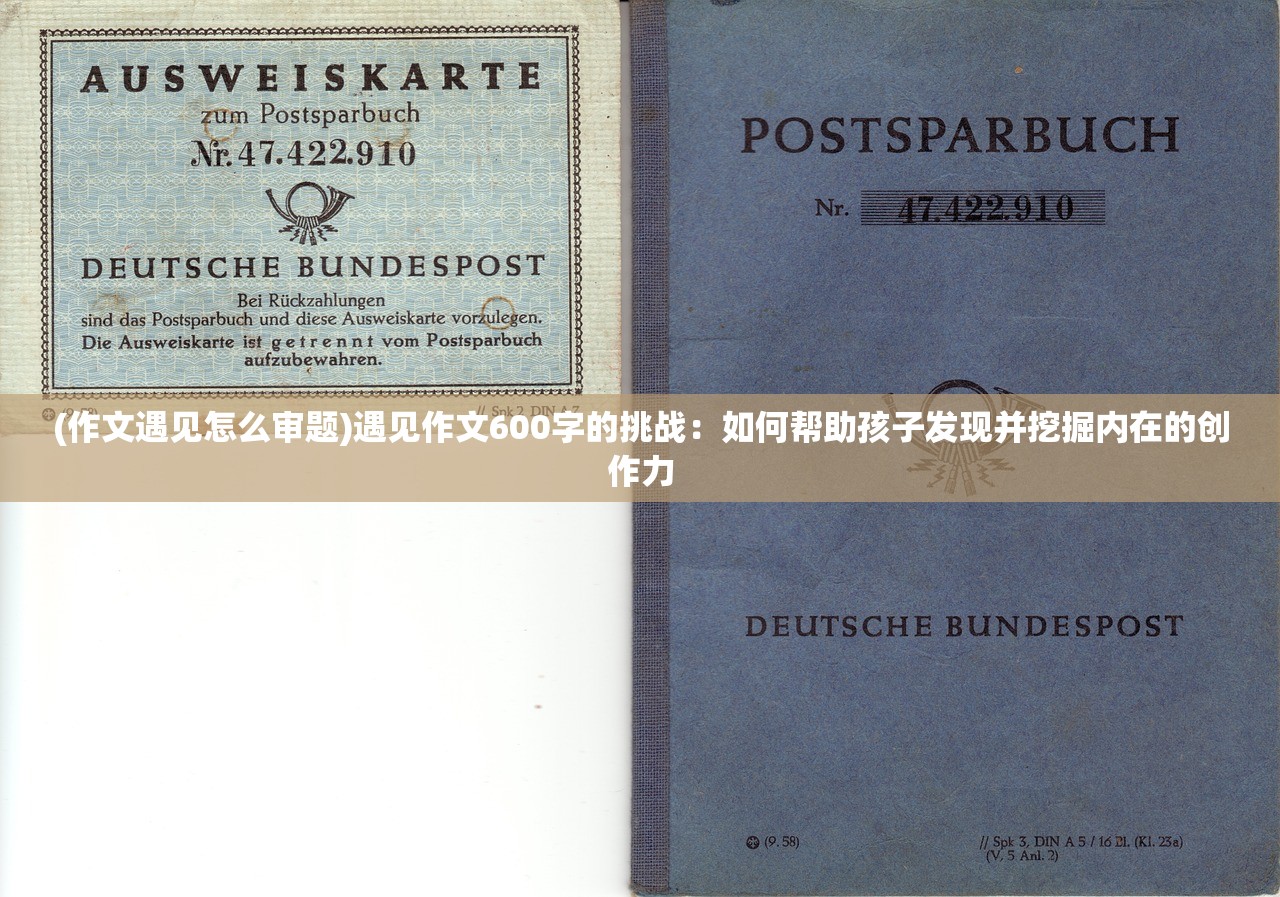 AUSWEISKARTE
zum Postsparbuch
Nr. 47.422.910
DEUTSCHE BUNDESPOST
Bei Rückzahlungen
sind das Postsparbuch und diese Ausweiskarte vorzulegen.
Die Ausweiskarte ist getrennt vom Postsparbuch
aufzubewahren.
// Spk 2, DIN A 7
POSTSPARBUCH
Nr. 47.422.910
(作文遇见怎么审题)遇见作文600字的挑战：如何帮助孩子发现并挖掘内在的创
作力
DEUTSCHE BUNDESPOST
(9. 58)
// Spk 3, DIN A 5 / 16 Bl. (Kl. 23a)
(V, 5 Anl. 2)